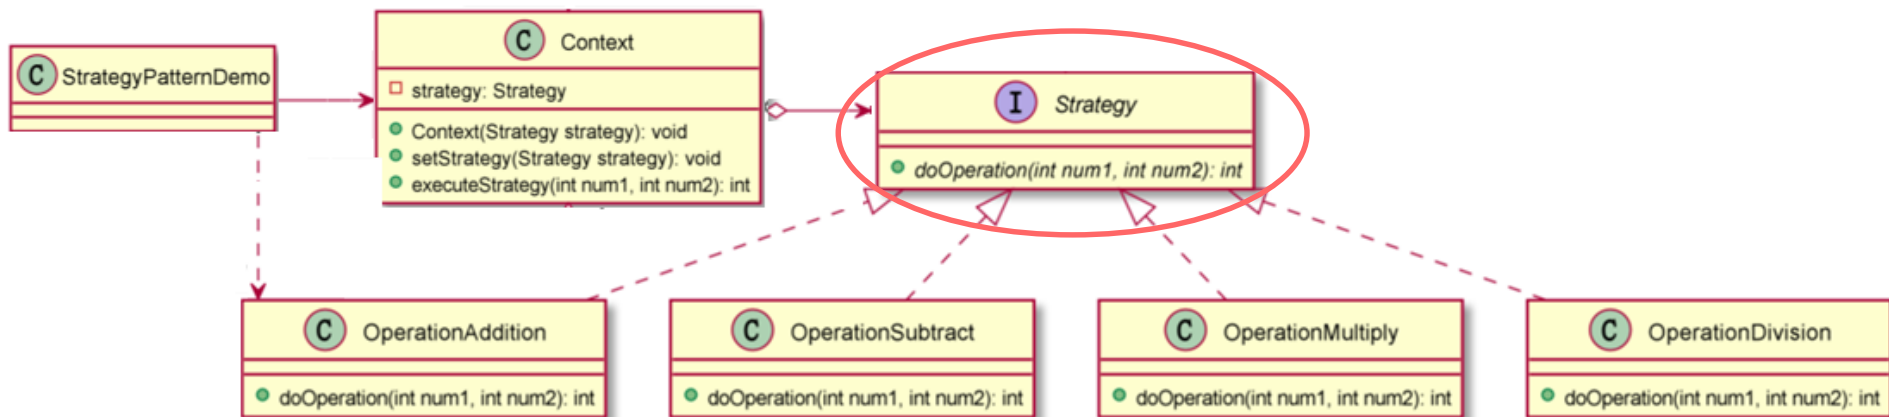 C StrategyPatternDemo
C Context
strategy: Strategy
Context(Strategy strategy): void
setStrategy(Strategy strategy): void
executeStrategy(int num1, int num2): int
I Strategy
doOperation(int num1, int num2): int
C OperationAddition
doOperation(int num1, int num2): int
C OperationSubtract
doOperation(int num1, int num2): int
C OperationMultiply
doOperation(int num1, int num2): int
C OperationDivision
doOperation(int num1, int num2): int